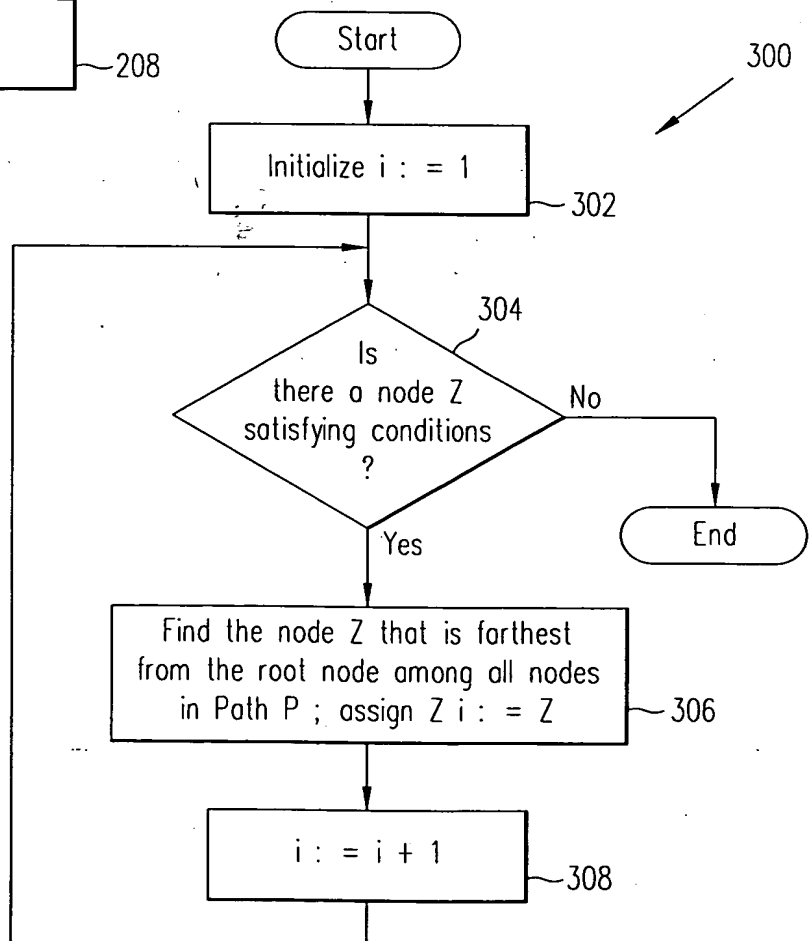 208
Start
300
Initialize i : = 1
302
304
Is
there a node Z
satisfying conditions
?
No
End
Yes
Find the node Z that is farthest
from the root node among all nodes
in Path P ; assign Z i : = Z
306
i : = i + 1
308